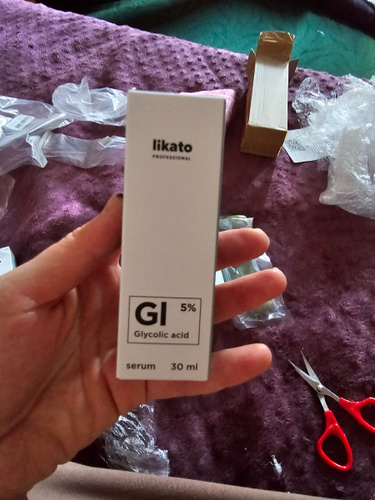 likato
PROFESSIONAL
Gl 5%
Glycolic acid
serum 30 ml